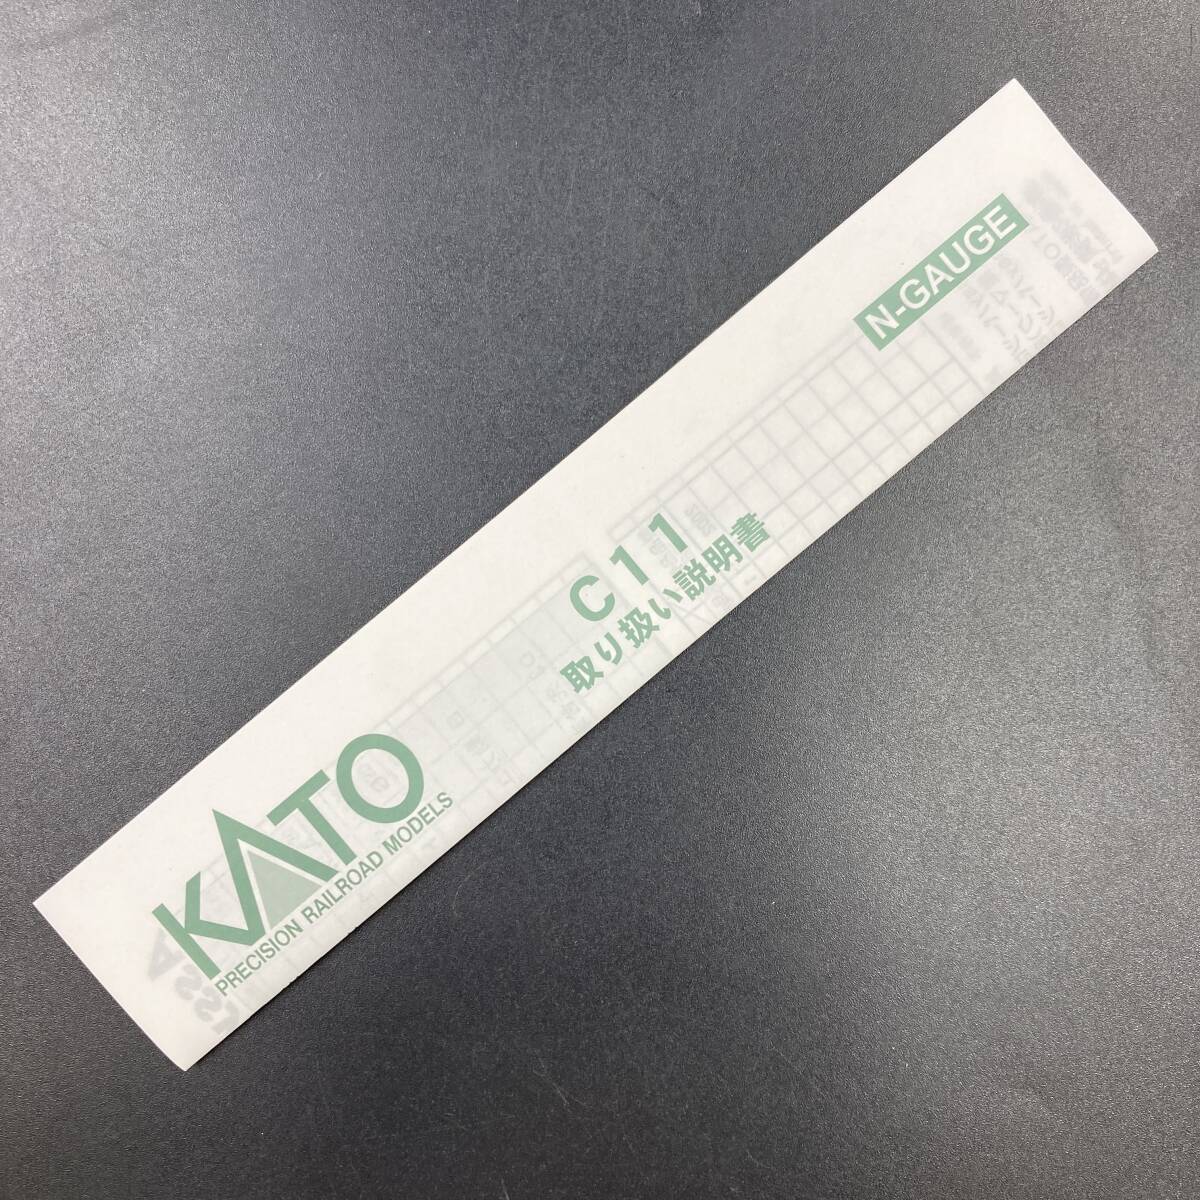 KATO
PRECISION RAILROAD MODELS
C11
取り扱い説明書
N-GAUGE